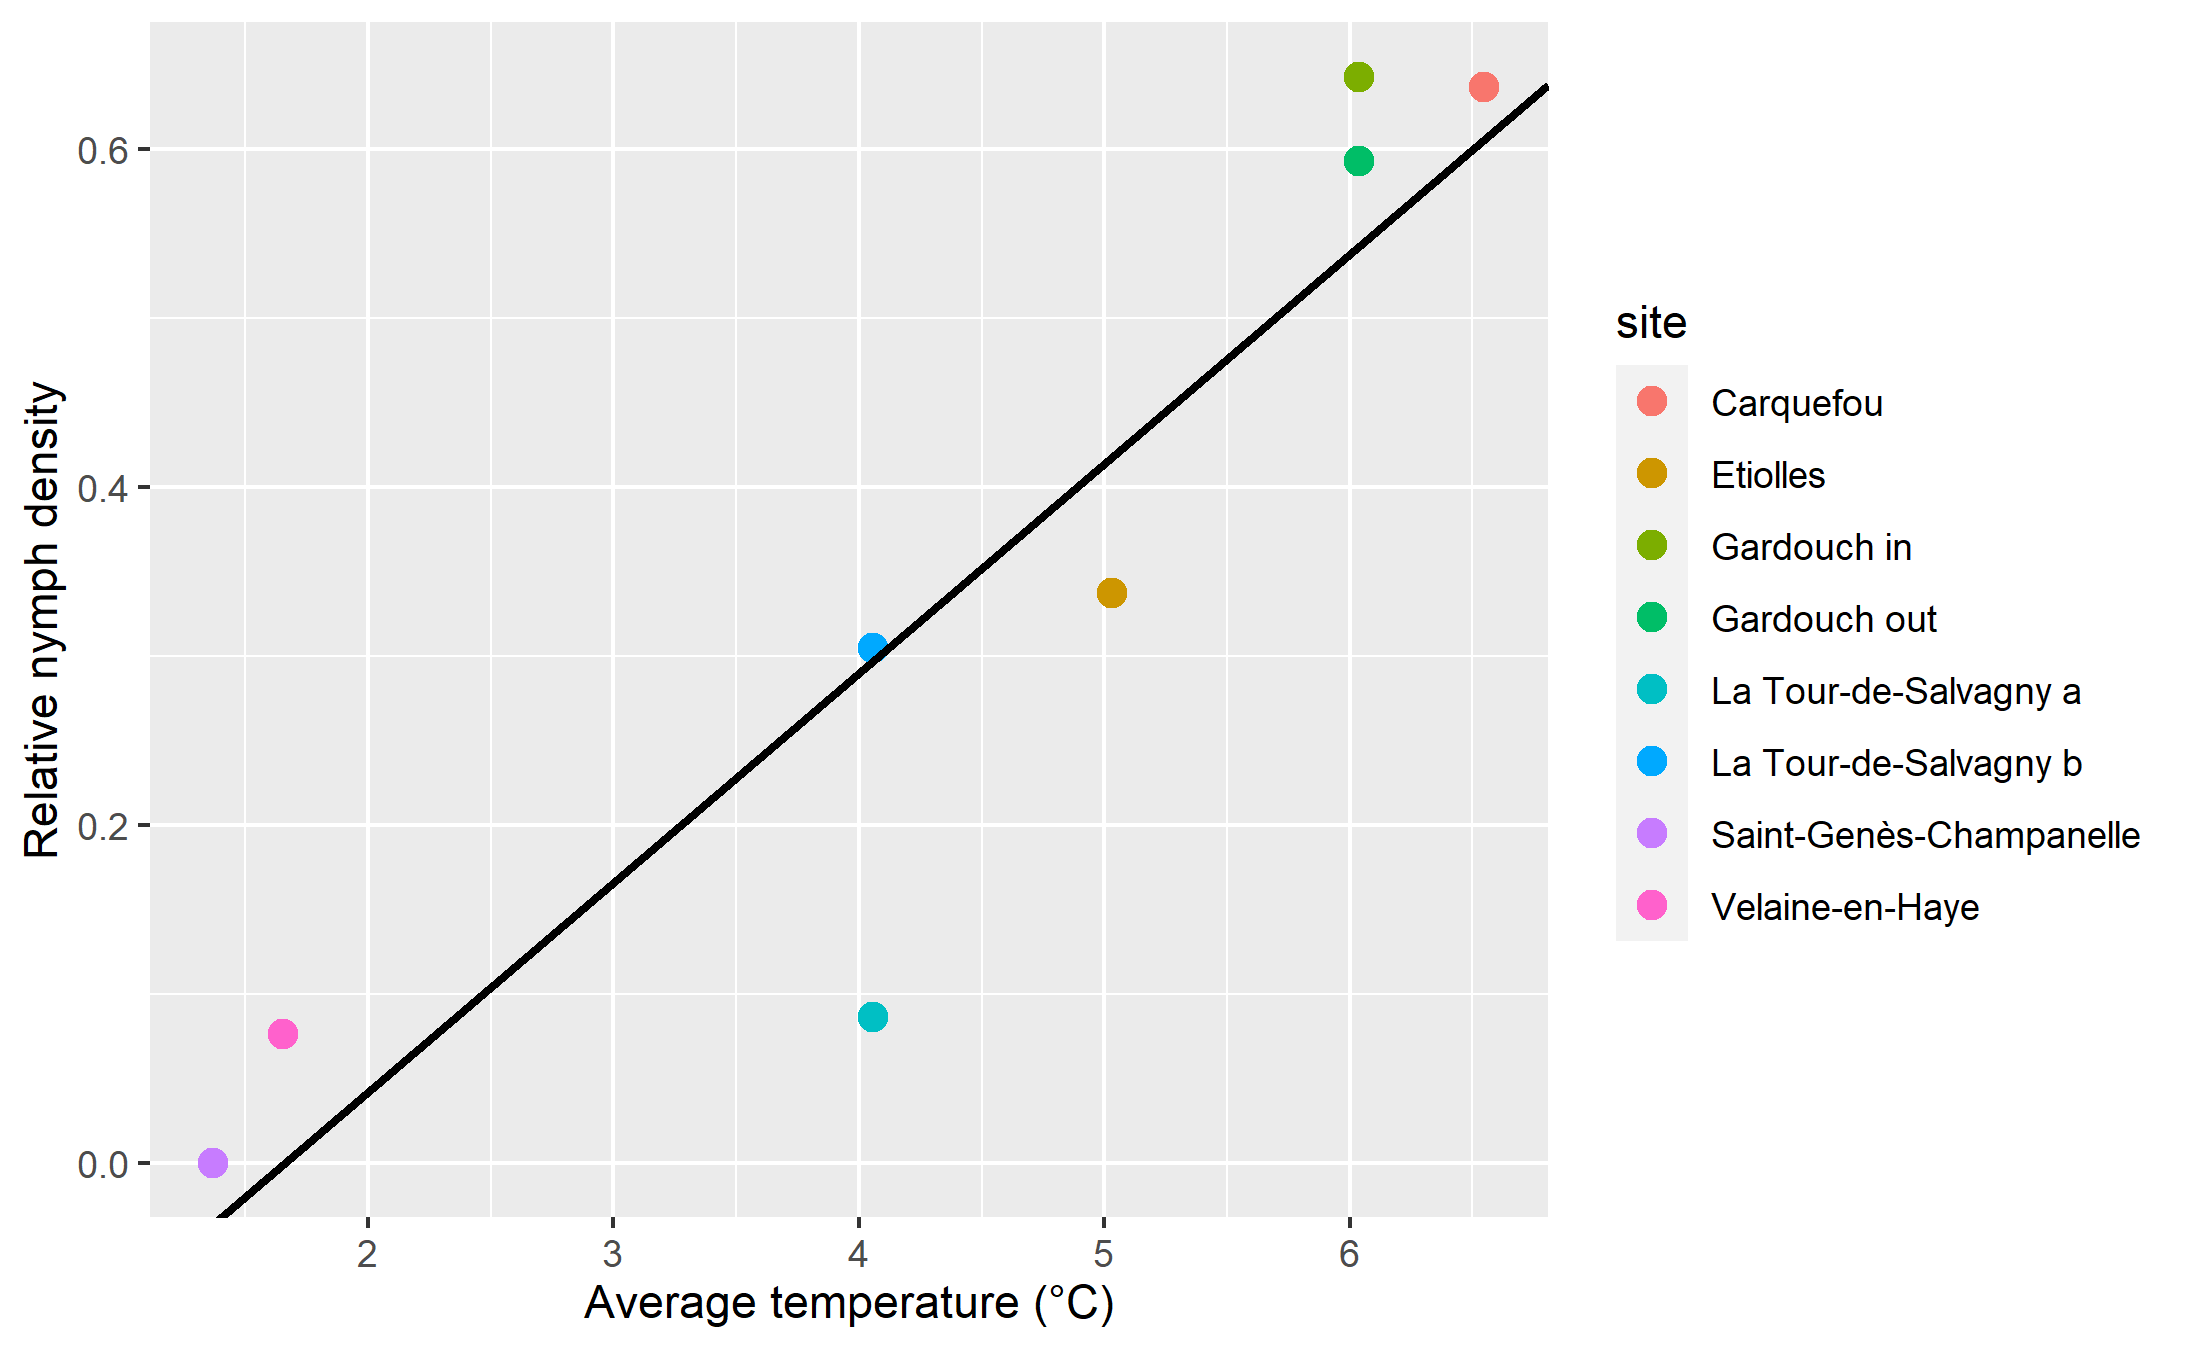 Relative nymph density
0.6
0.4
0.2
0.0
2 3 4 5 6
Average temperature (°C)
site
Carquefou
Etiolles
Gardouch in
Gardouch out
La Tour-de-Salvagny a
La Tour-de-Salvagny b
Saint-Genès-Champanelle
Velaine-en-Haye